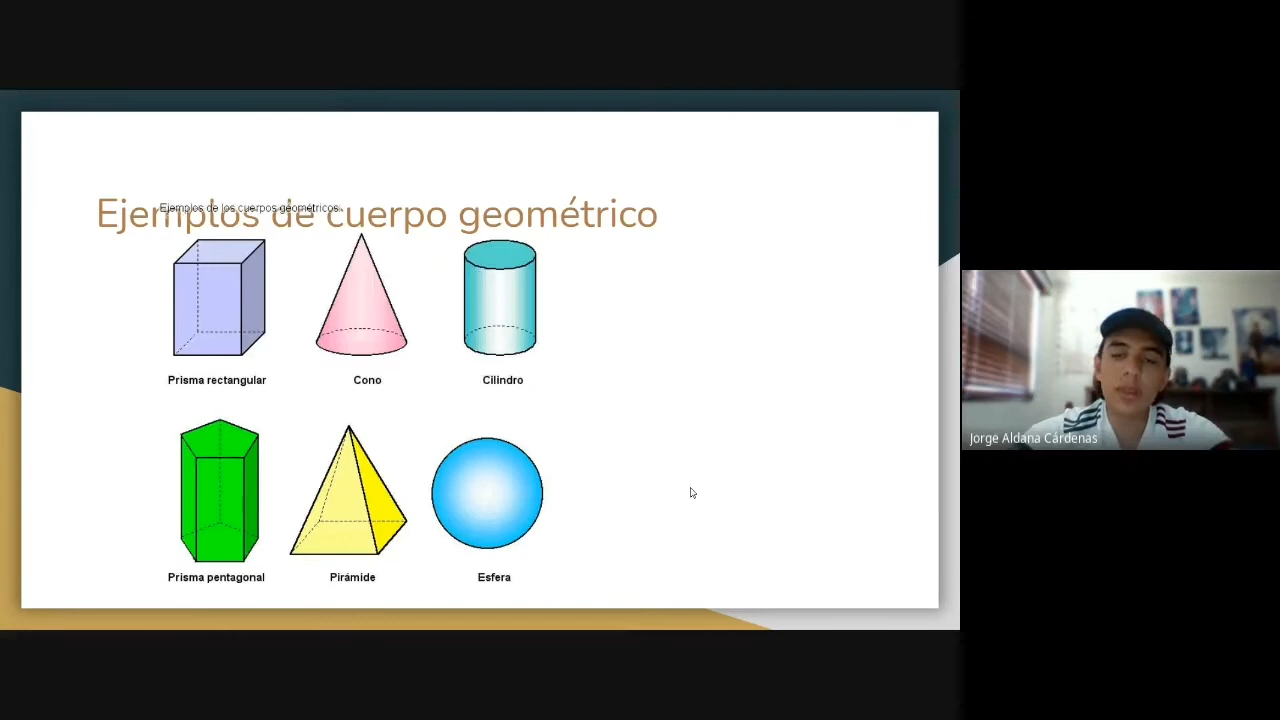 Ejemplos de los cuerpos geométricos.
Ejemplos de cuerpo geométrico
Prisma rectangular
Cono
Cilindro
Prisma pentagonal
Pirámide
Esfera
Jorge Aldana Cárdenas